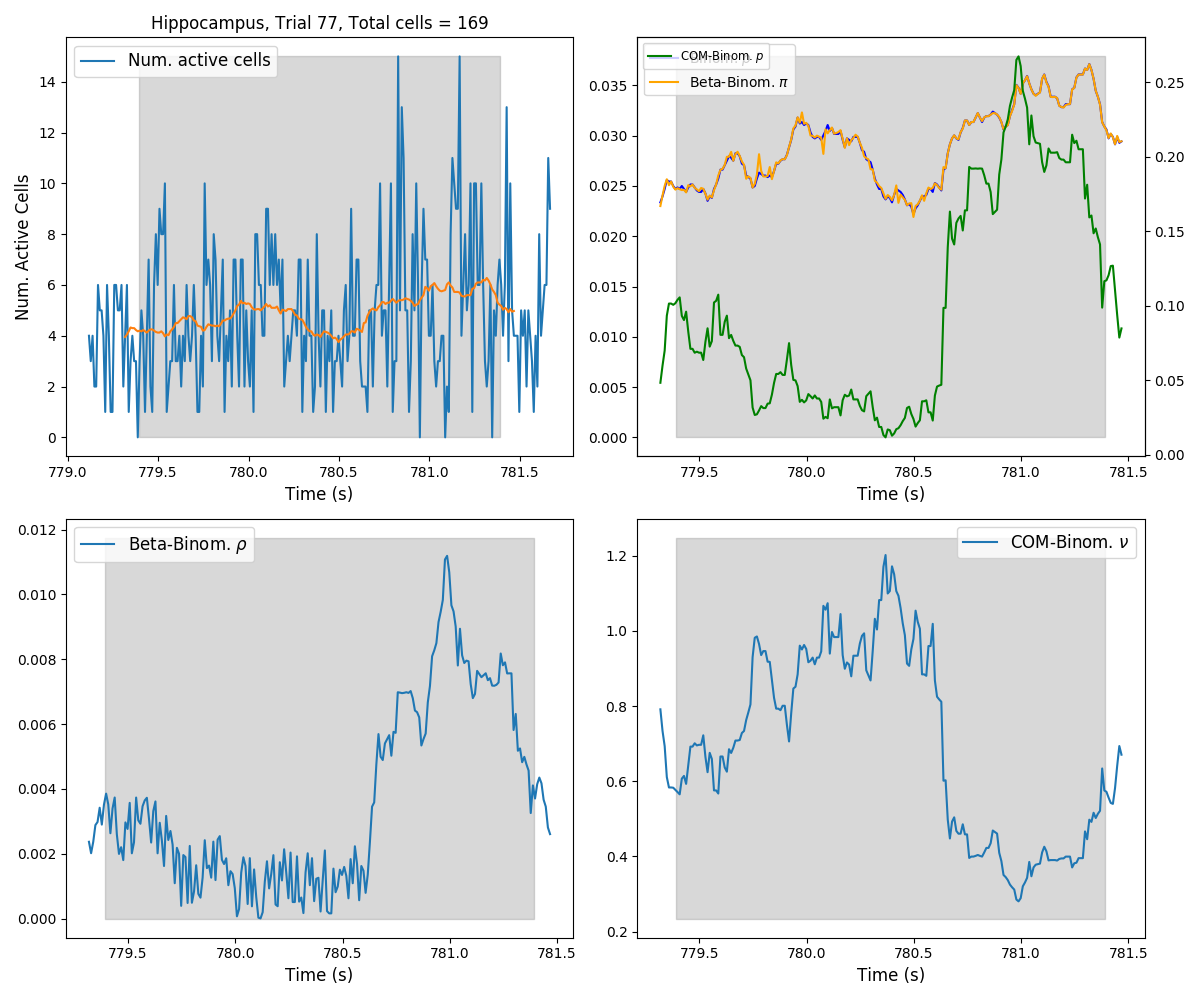 Hippocampus, Trial 77, Total cells = 169
Num. active cells
Num. Active Cells
14
12
10
8
6
4
2
0
779.0 779.5 780.0 780.5 781.0 781.5
Time (s)
COM-Binom. p
Beta-Binom. π
0.035
0.030
0.025
0.020
0.015
0.010
0.005
0.000
0.25
0.20
0.15
0.10
0.05
0.00
779.5 780.0 780.5 781.0 781.5
Time (s)
Beta-Binom. ρ
0.012
0.010
0.008
0.006
0.004
0.002
0.000
779.5 780.0 780.5 781.0 781.5
Time (s)
COM-Binom. ν
1.2
1.0
0.8
0.6
0.4
0.2
779.5 780.0 780.5 781.0 781.5
Time (s)